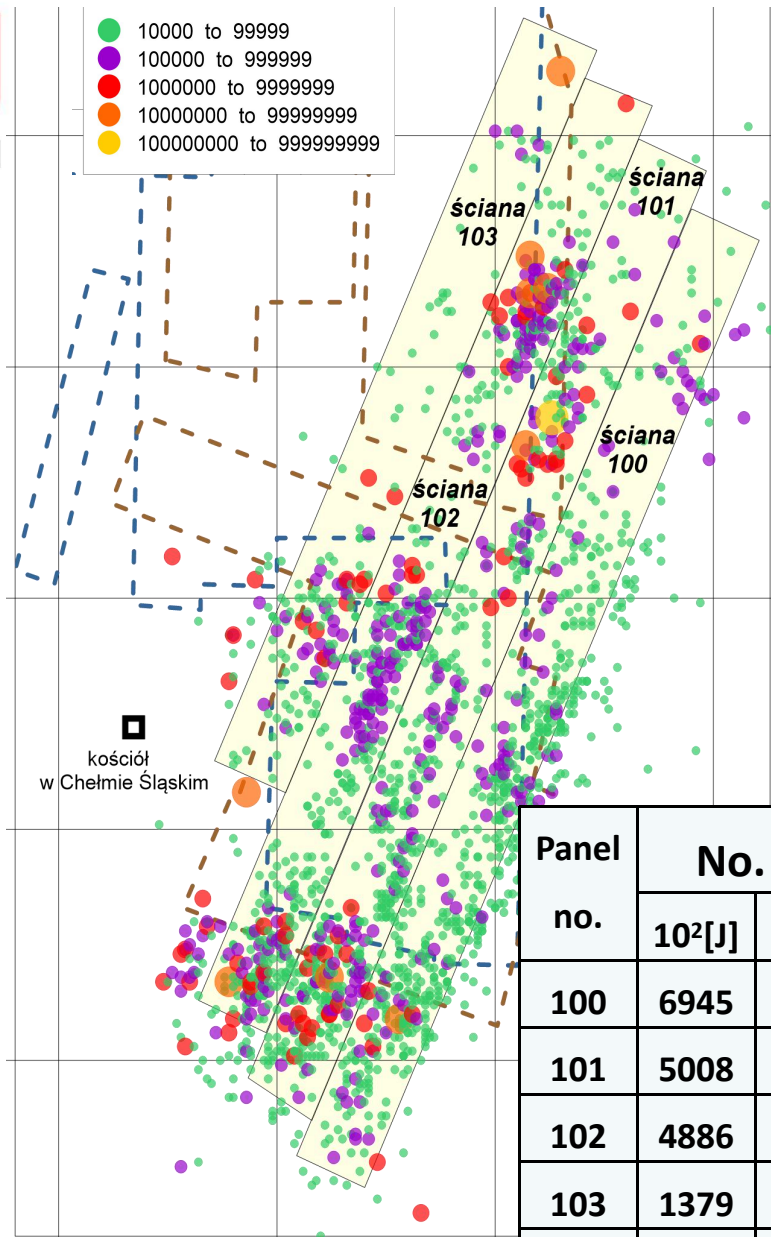 10000 to 99999
100000 to 999999
1000000 to 9999999
10000000 to 99999999
100000000 to 999999999
ściana
101
ściana
103
ściana
100
ściana
102
kościół
w Chełmie Śląskim
Panel
no.
No.
10²[J]
100 6945
101 5008
102 4886
103 1379